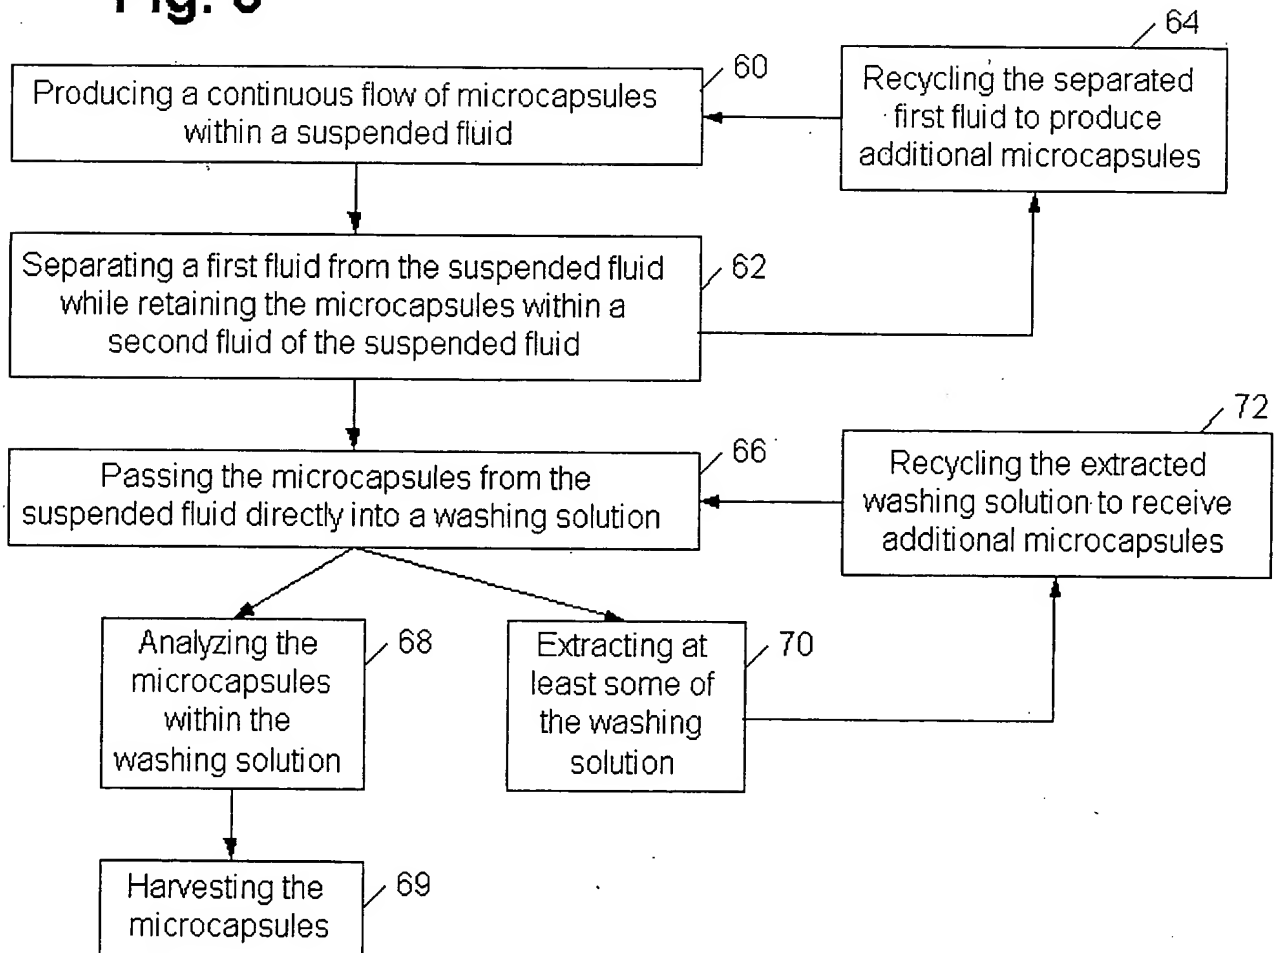 Fig.
64
60
Producing a continuous flow of microcapsules
within a suspended fluid
Recycling the separated
first fluid to produce
additional microcapsules
62
Separating a first fluid from the suspended fluid
while retaining the microcapsules within a
second fluid of the suspended fluid
72
66
Passing the microcapsules from the
suspended fluid directly into a washing solution
Recycling the extracted
washing solution to receive
additional microcapsules
68
Analyzing the
microcapsules
within the
washing solution
70
Extracting at
least some of
the washing
solution
69
Harvesting the
microcapsules